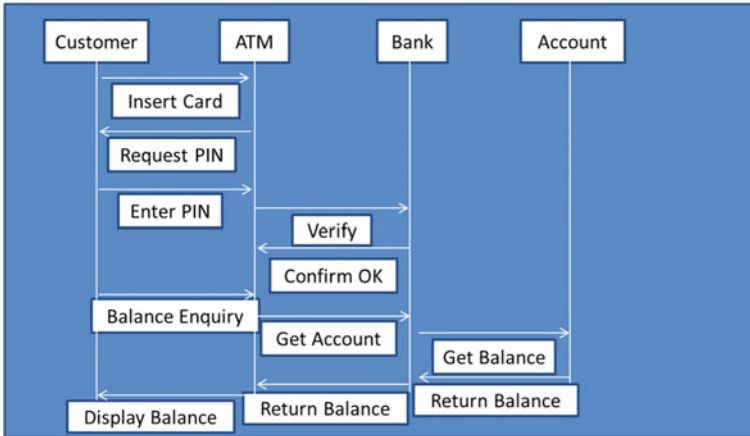 Customer
ATM
Bank
Account
Insert Card
Request PIN
Enter PIN
Verify
Confirm OK
Balance Enquiry
Get Account
Get Balance
Return Balance
Return Balance
Display Balance